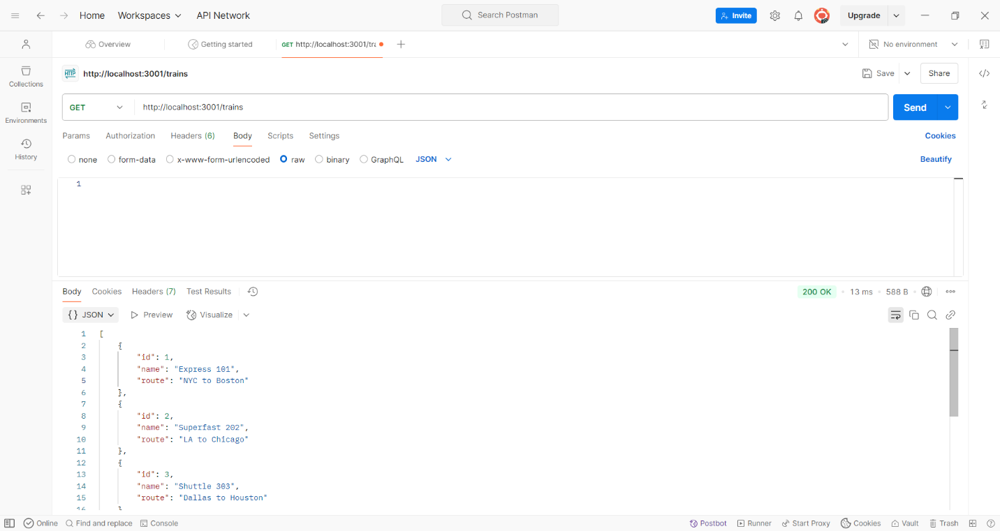 Home Workspaces API Network Search Postman Invite Upgrade
Overview Getting started GET http://localhost:3001/tra No environment
HTTP http://localhost:3001/trains Save Share
Collections
Environments
History
GET http://localhost:3001/trains Send
Params Authorization Headers (6) Body Scripts Settings Cookies
none form-data x-www-form-urlencoded raw binary GraphQL JSON Beautify
1
Body Cookies Headers (7) Test Results 200 OK 13 ms 588 B
{} JSON Preview Visualize
1 [
2 {
3 "id": 1,
4 "name": "Express 101",
5 "route": "NYC to Boston"
6 },
7 {
8 "id": 2,
9 "name": "Superfast 202",
10 "route": "LA to Chicago"
11 },
12 {
13 "id": 3,
14 "name": "Shuttle 303",
15 "route": "Dallas to Houston"
16 }
Online Find and replace Console Postbot Runner Start Proxy Cookies Vault Trash